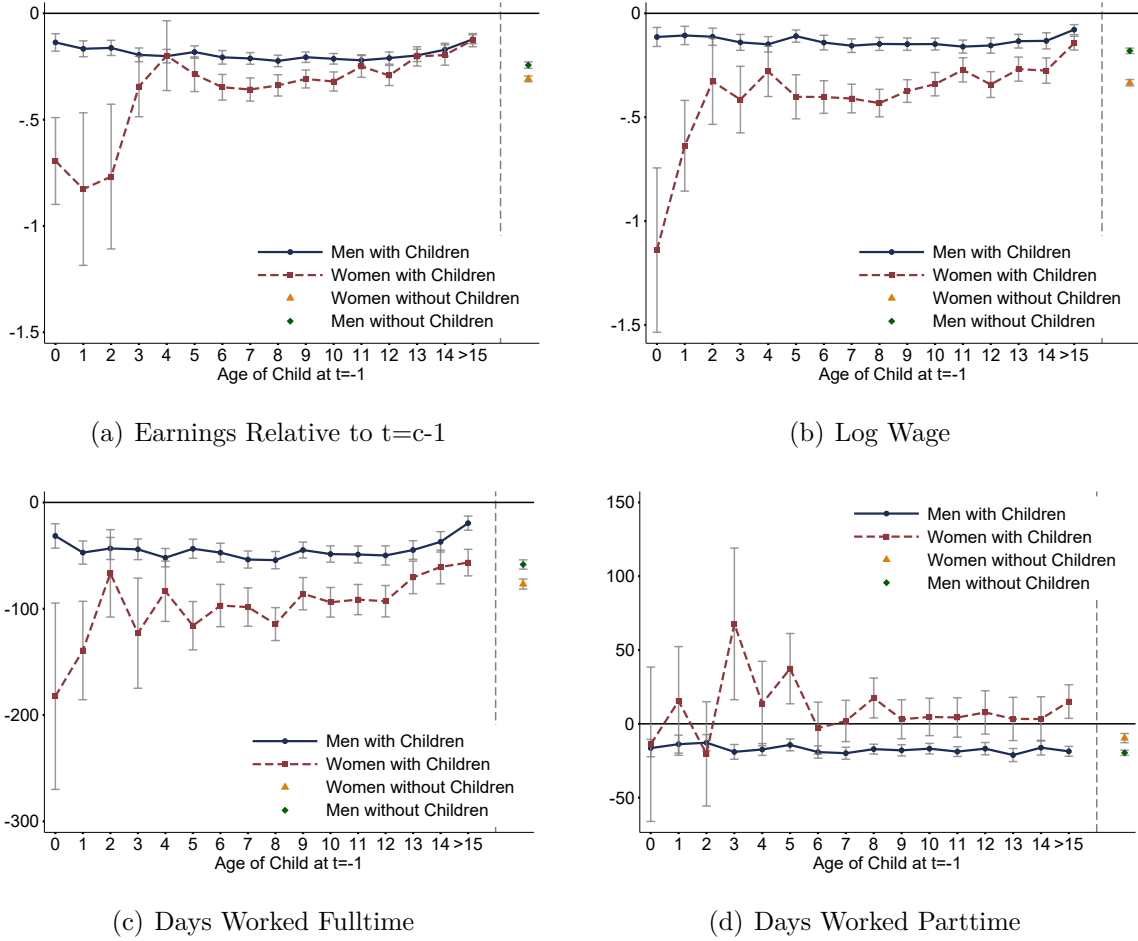 0
-.5
-1
-1.5
Men with Children
Women with Children
Women without Children
Men without Children
0 1 2 3 4 5 6 7 8 9 10 11 12 13 14 >15
Age of Child at t=-1
(a) Earnings Relative to t=c-1
0
-.5
-1
-1.5
Men with Children
Women with Children
Women without Children
Men without Children
0 1 2 3 4 5 6 7 8 9 10 11 12 13 14 >15
Age of Child at t=-1
(b) Log Wage
0
-100
-200
-300
Men with Children
Women with Children
Women without Children
Men without Children
0 1 2 3 4 5 6 7 8 9 10 11 12 13 14 >15
Age of Child at t=-1
(c) Days Worked Fulltime
150
100
50
0
-50
Men with Children
Women with Children
Women without Children
Men without Children
0 1 2 3 4 5 6 7 8 9 10 11 12 13 14 >15
Age of Child at t=-1
(d) Days Worked Parttime